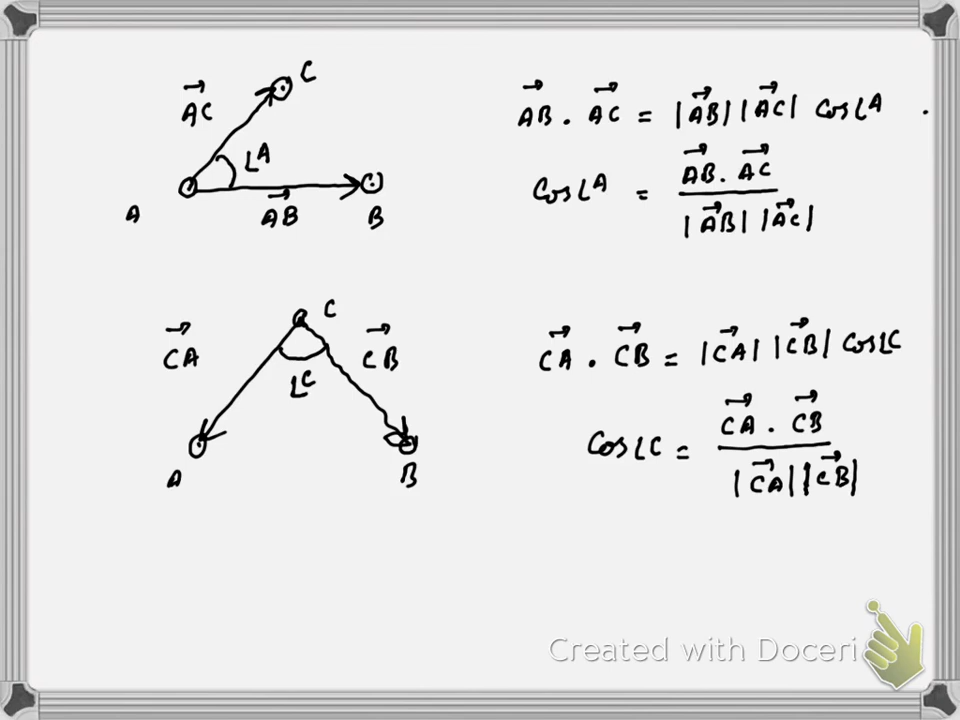 C
AC
∠A
A
AB
B
AB . AC = |AB| |AC| Cos∠A .
Cos∠A = AB . AC
|AB| |AC|
C
CA
CB
∠C
A
B
CA . CB = |CA| |CB| Cos∠C
Cos∠C = CA . CB
|CA| |CB|
Created with Doceri